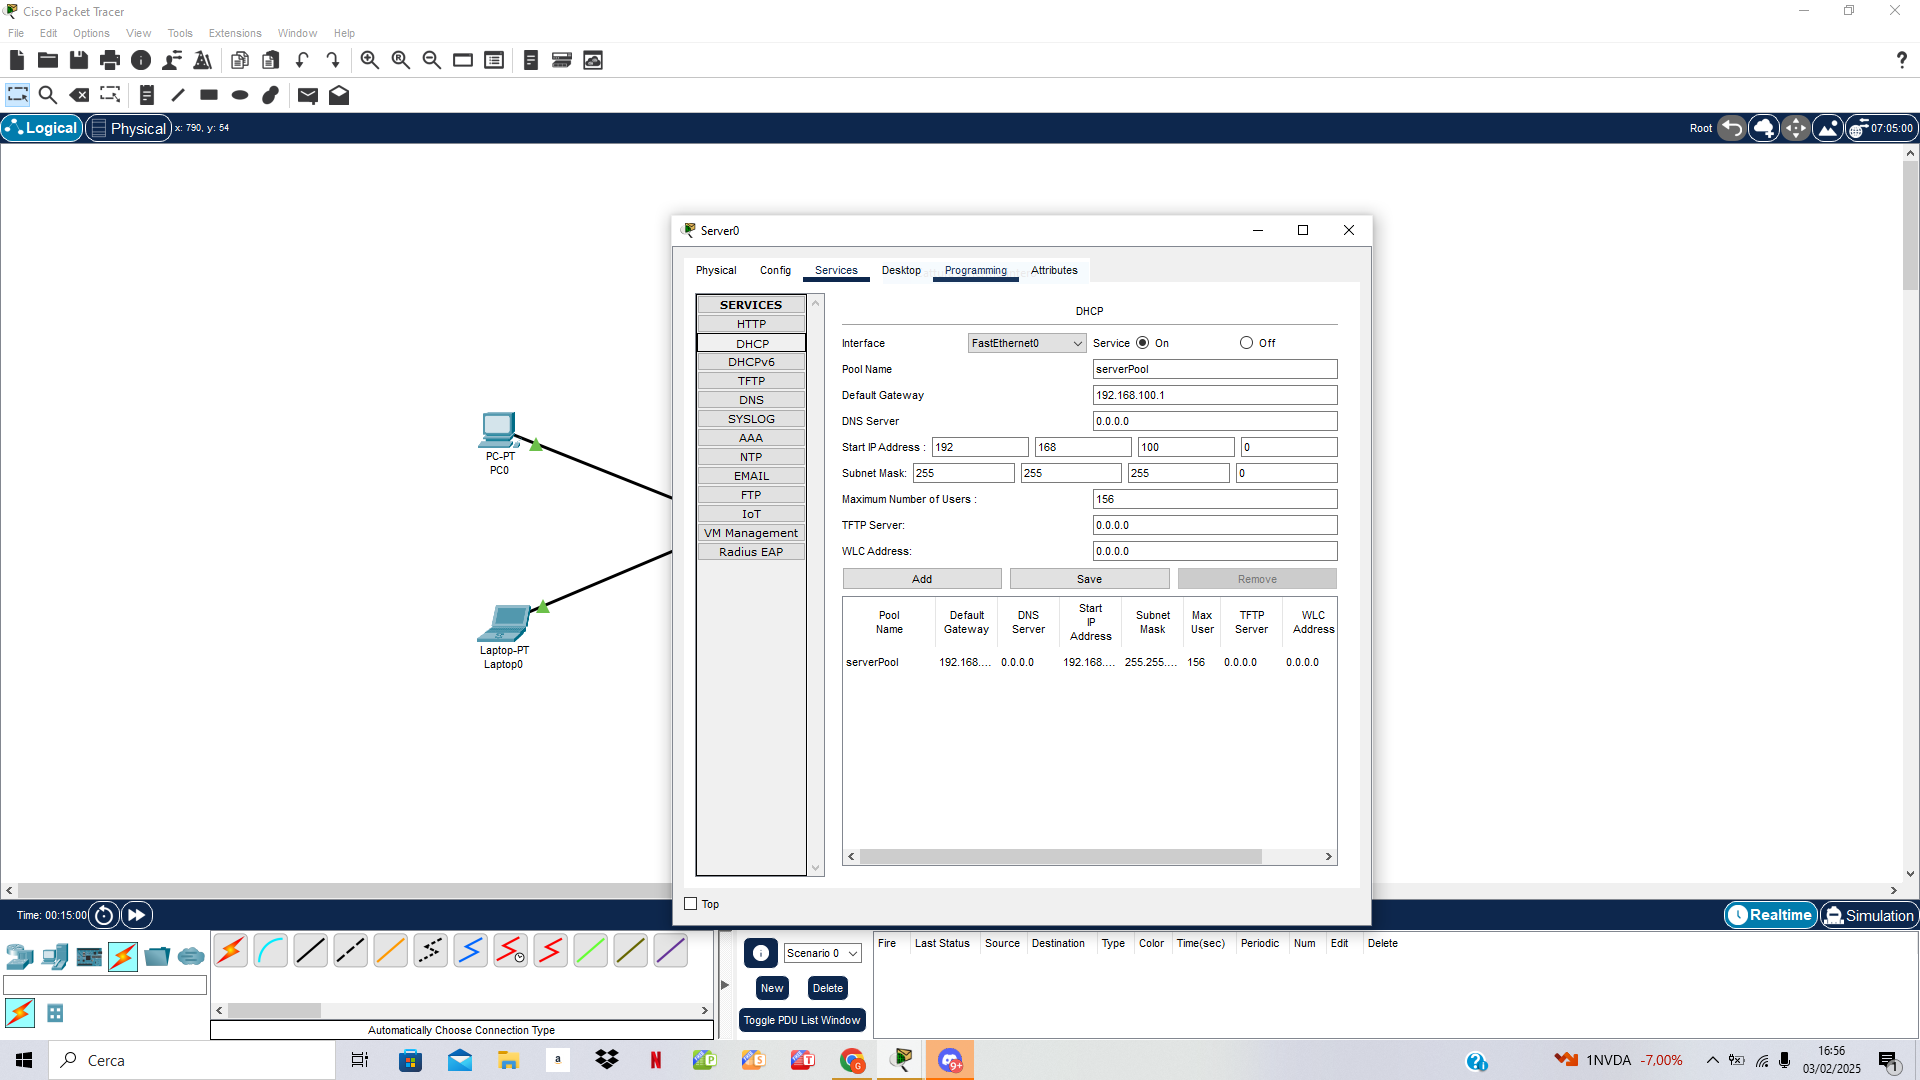 Cisco Packet Tracer
File Edit Options View Tools Extensions Window Help
Logical Physical x: 790, y: 54 Root 07:05:00
Server0
Physical Config Services Desktop Programming Attributes
SERVICES
HTTP
DHCP
DHCPv6
TFTP
DNS
SYSLOG
AAA
NTP
EMAIL
FTP
IoT
VM Management
Radius EAP
DHCP
Interface FastEthernet0 Service On Off
Pool Name serverPool
Default Gateway 192.168.100.1
DNS Server 0.0.0.0
Start IP Address : 192 168 100 0
Subnet Mask: 255 255 255 0
Maximum Number of Users : 156
TFTP Server: 0.0.0.0
WLC Address: 0.0.0.0
Add Save Remove
Pool Name Default Gateway DNS Server Start IP Address Subnet Mask Max User TFTP Server WLC Address
serverPool 192.168.... 0.0.0.0 192.168.... 255.255.... 156 0.0.0.0 0.0.0.0
Top
PC-PT
PC0
Laptop-PT
Laptop0
Time: 00:15:00 Realtime Simulation
Automatically Choose Connection Type
Scenario 0
New Delete
Toggle PDU List Window
Fire Last Status Source Destination Type Color Time(sec) Periodic Num Edit Delete
Cerca
1NVDA -7,00%
16:56
03/02/2025